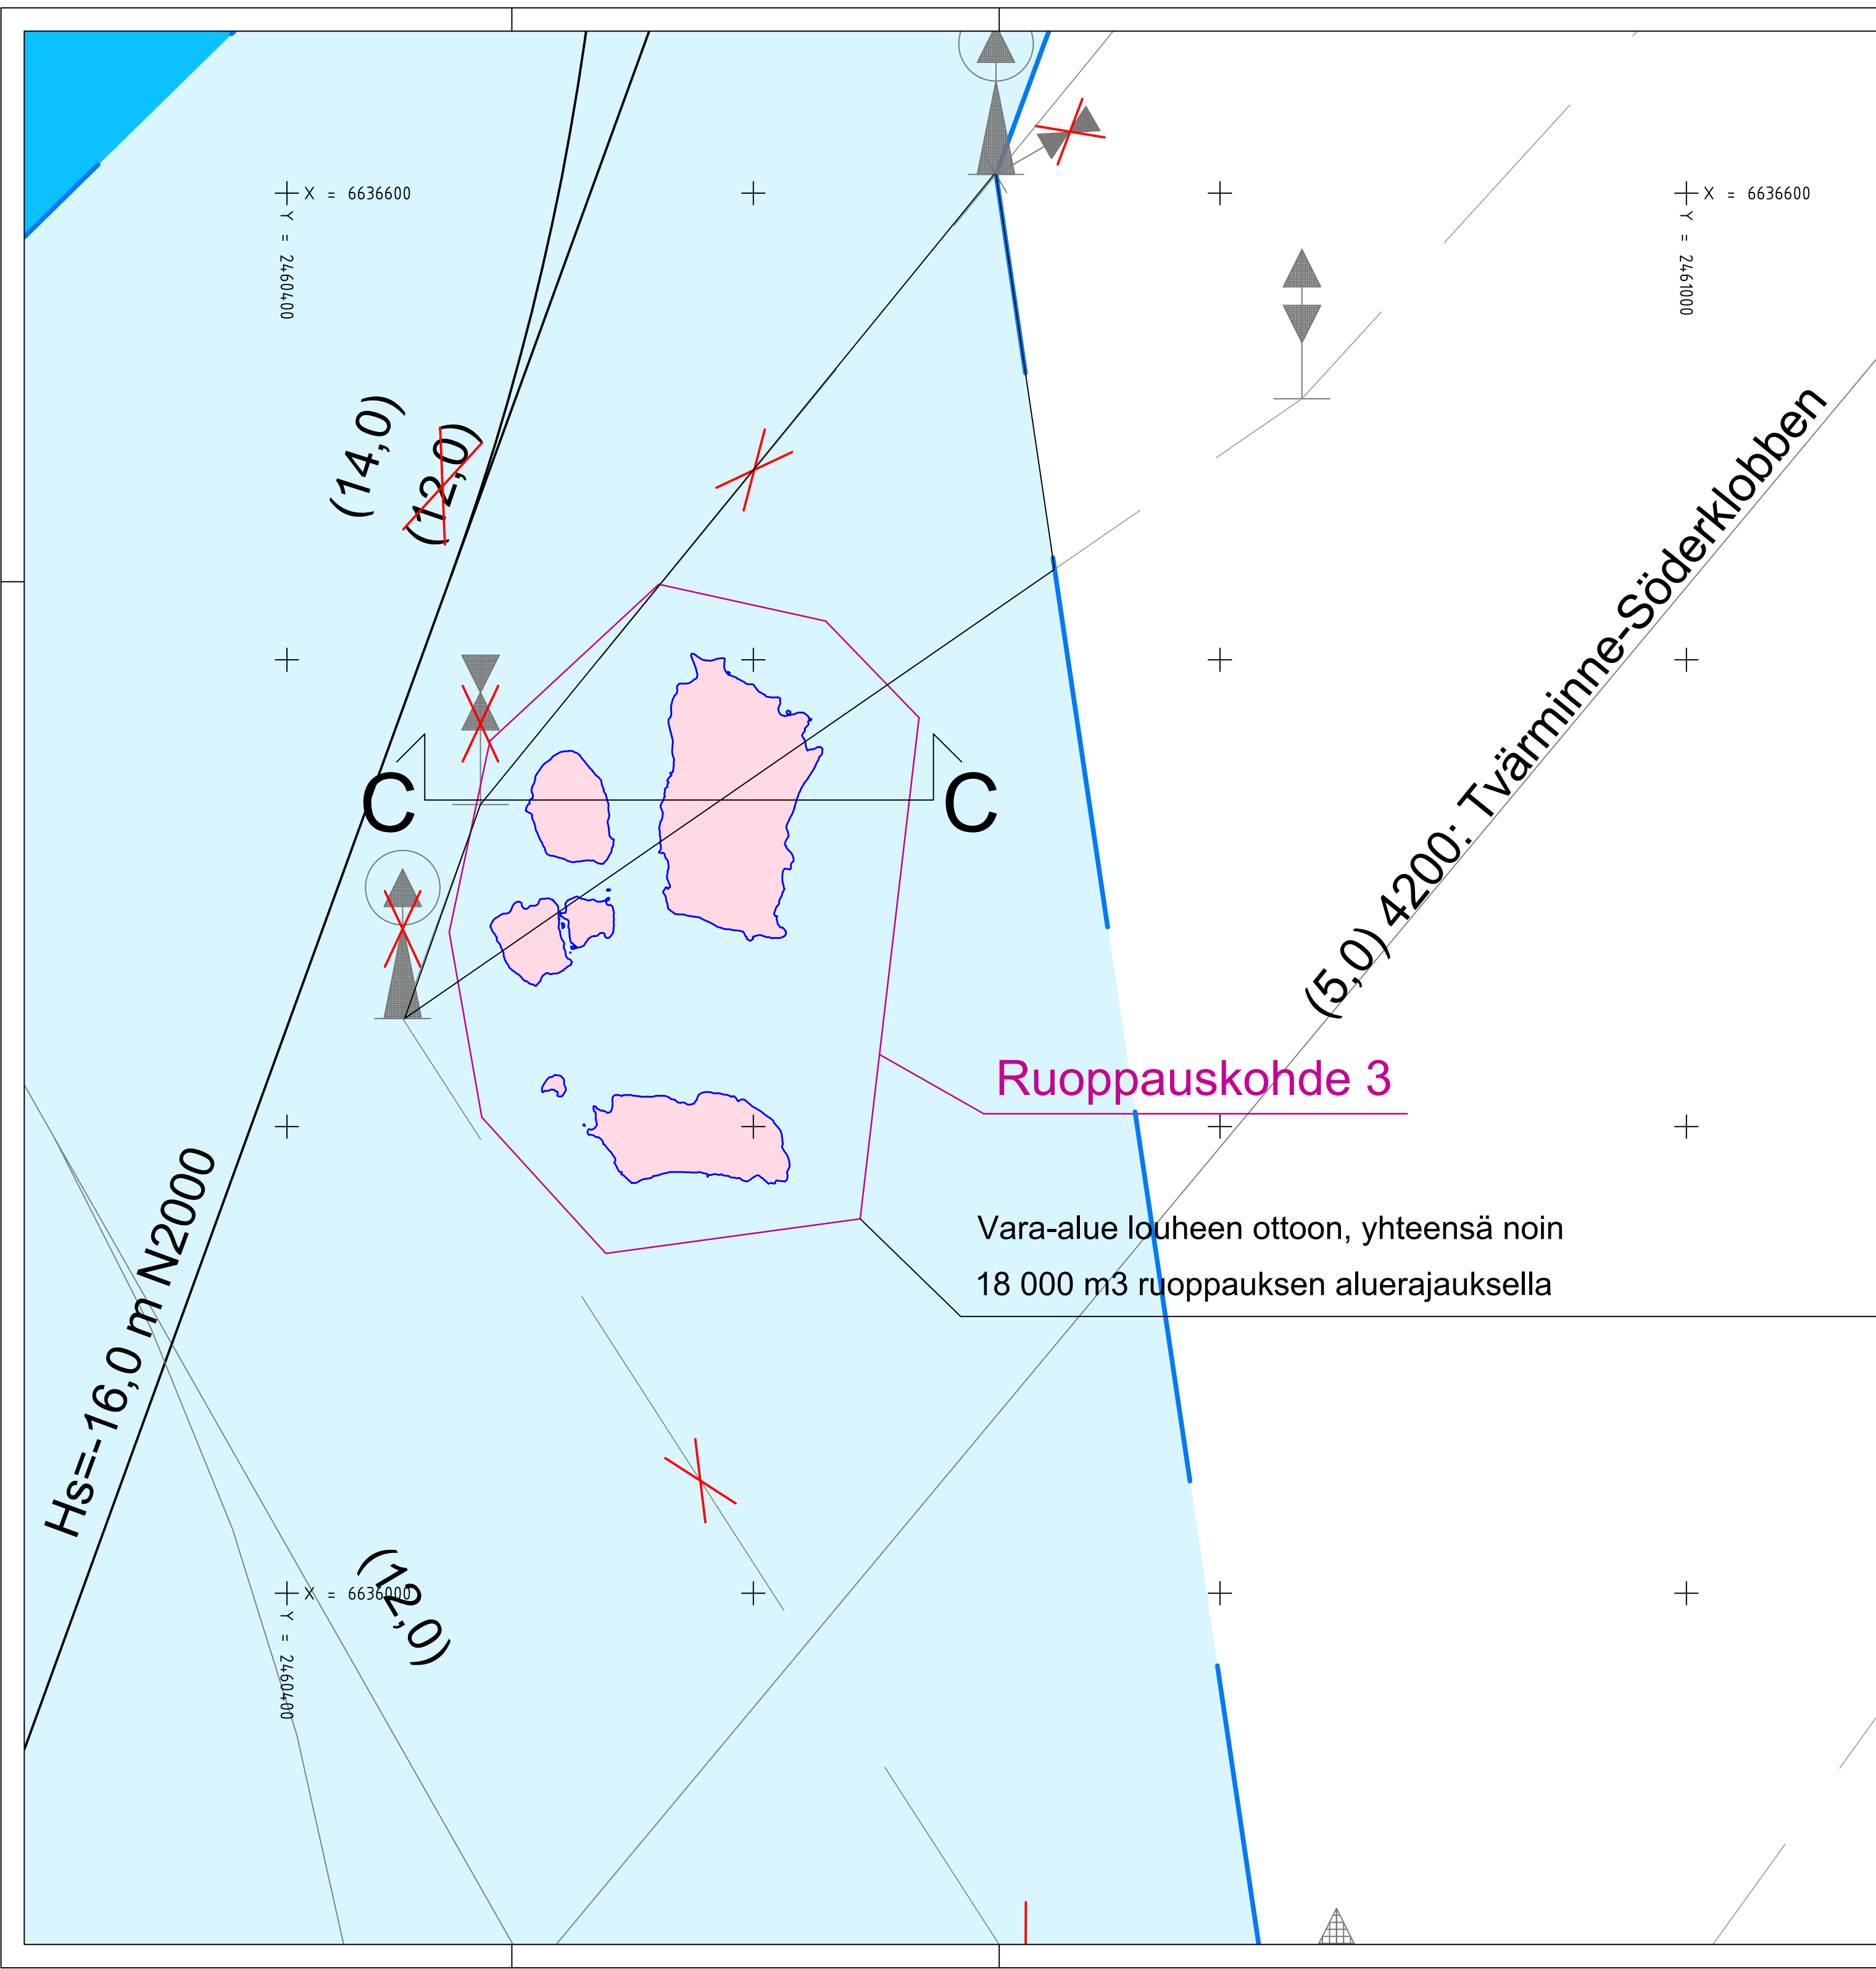 X = 6636600
Y = 2460400
X = 6636600
Y = 2461000
(14,0)
(12,0)
C
C
(5,0) 4200: Tvärminne-Söderklobben
Ruoppauskohde 3
Vara-alue louheen ottoon, yhteensä noin
18 000 m3 ruoppauksen aluerajauksella
Hs=-16,0 m N2000
(12,0)
X = 6636000
Y = 2460400